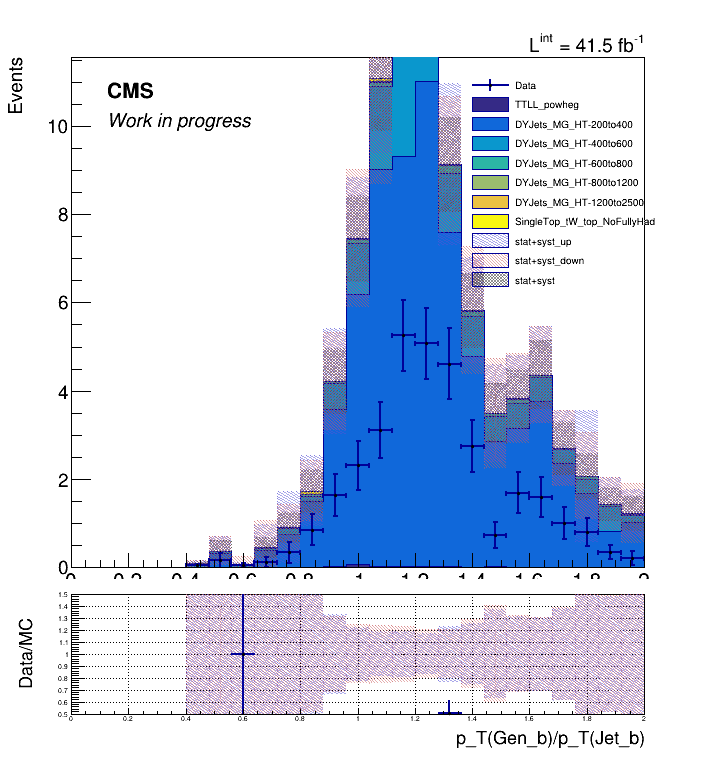 L^int = 41.5 fb^-1
Events
CMS
Work in progress
Data
TTLL_powheg
DYJets_MG_HT-200to400
DYJets_MG_HT-400to600
DYJets_MG_HT-600to800
DYJets_MG_HT-800to1200
DYJets_MG_HT-1200to2500
SingleTop_tW_top_NoFullyHad
stat+syst_up
stat+syst_down
stat+syst
10
8
6
4
2
0
0 0.2 0.4 0.6 0.8 1 1.2 1.4 1.6 1.8 2
Data/MC
1.5
1.4
1.3
1.2
1.1
1
0.9
0.8
0.7
0.6
0.5
0 0.2 0.4 0.6 0.8 1 1.2 1.4 1.6 1.8 2
p_T(Gen_b)/p_T(Jet_b)